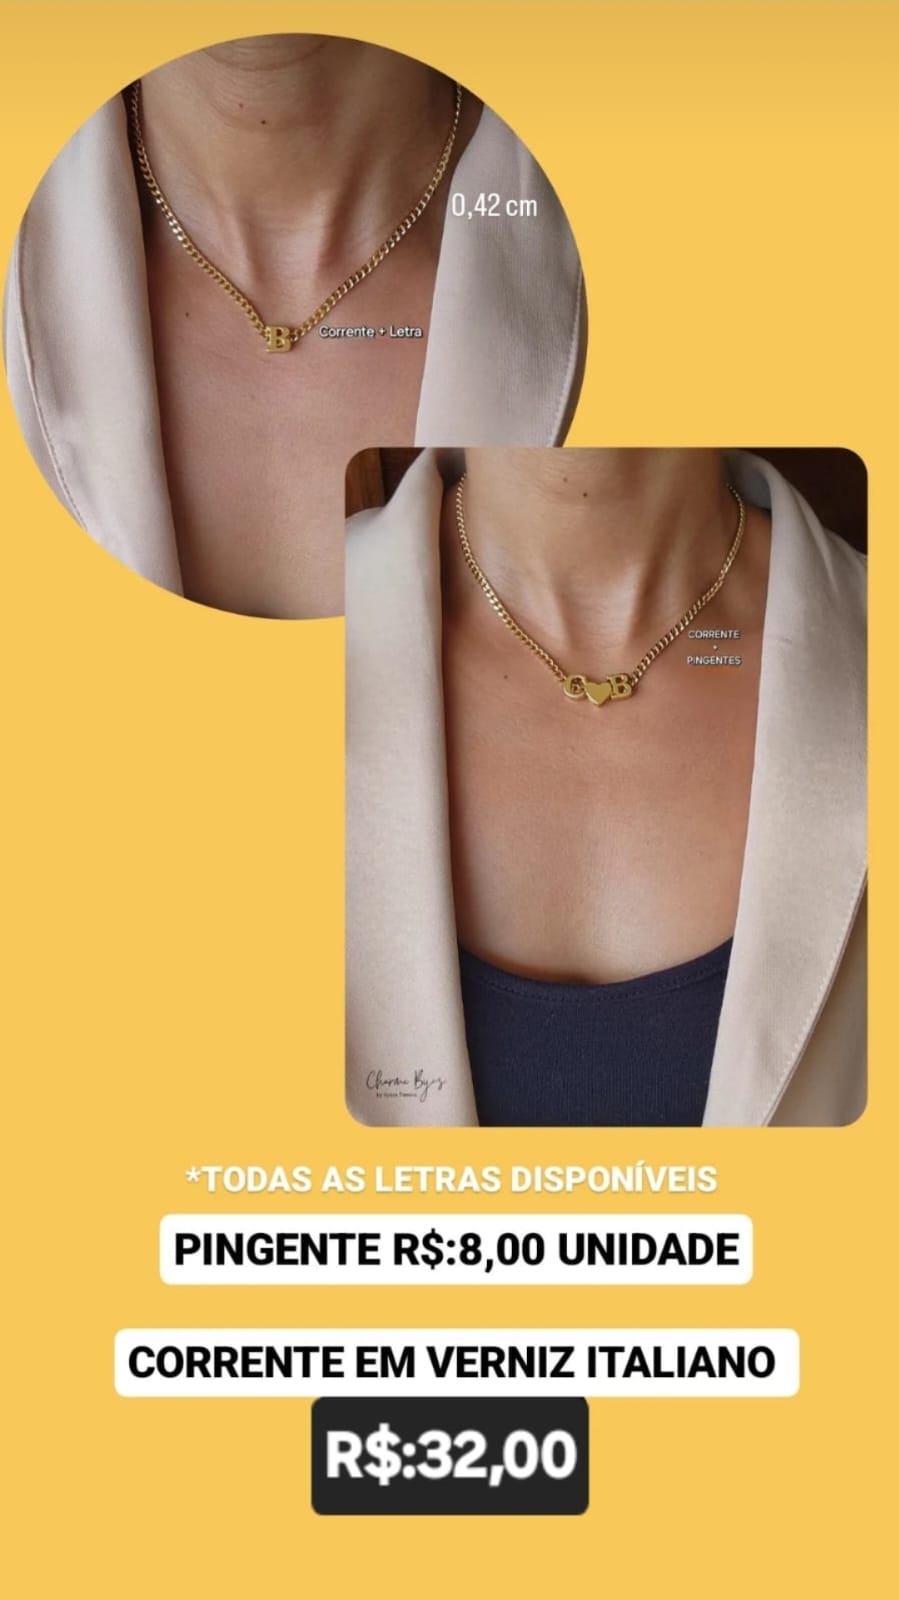 0,42 cm
Corrente + Letra
CORRENTE
+
PINGENTES
G B
by
*TODAS AS LETRAS DISPONÍVEIS
PINGENTE R$:8,00 UNIDADE
CORRENTE EM VERNIZ ITALIANO
R$:32,00